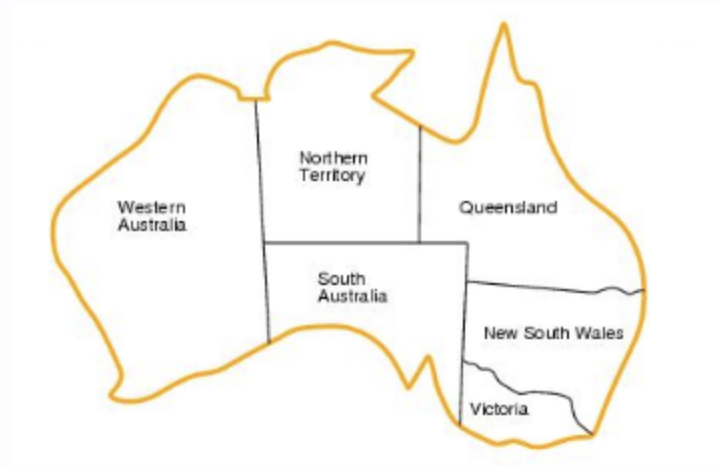 Northern
Territory
Western
Australia
Queensland
South
Australia
New South Wales
Victoria